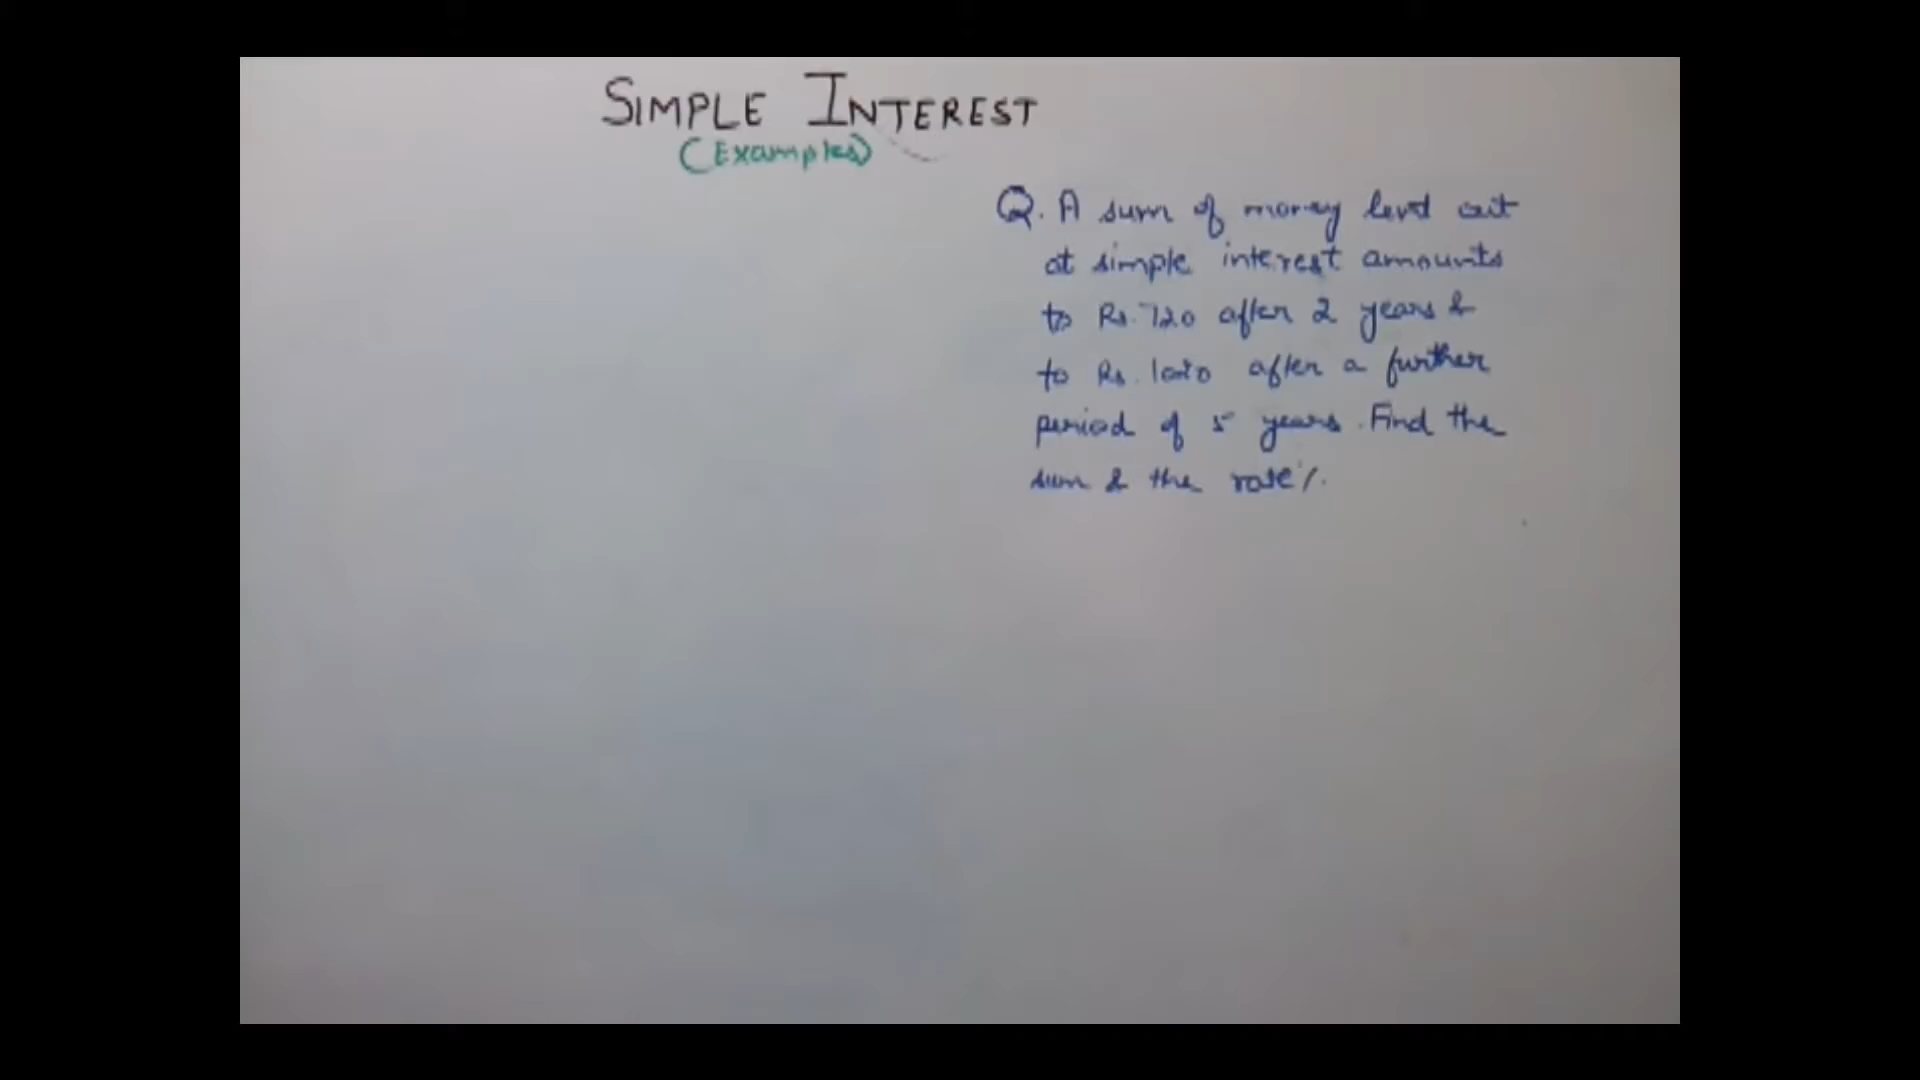 SIMPLE INTEREST
(Examples)
Q. A sum of money lend out
at simple interest amounts
to Rs. 720 after 2 years &
to Rs. 1020 after a further
period of 5 years. Find the
sum & the rate%.